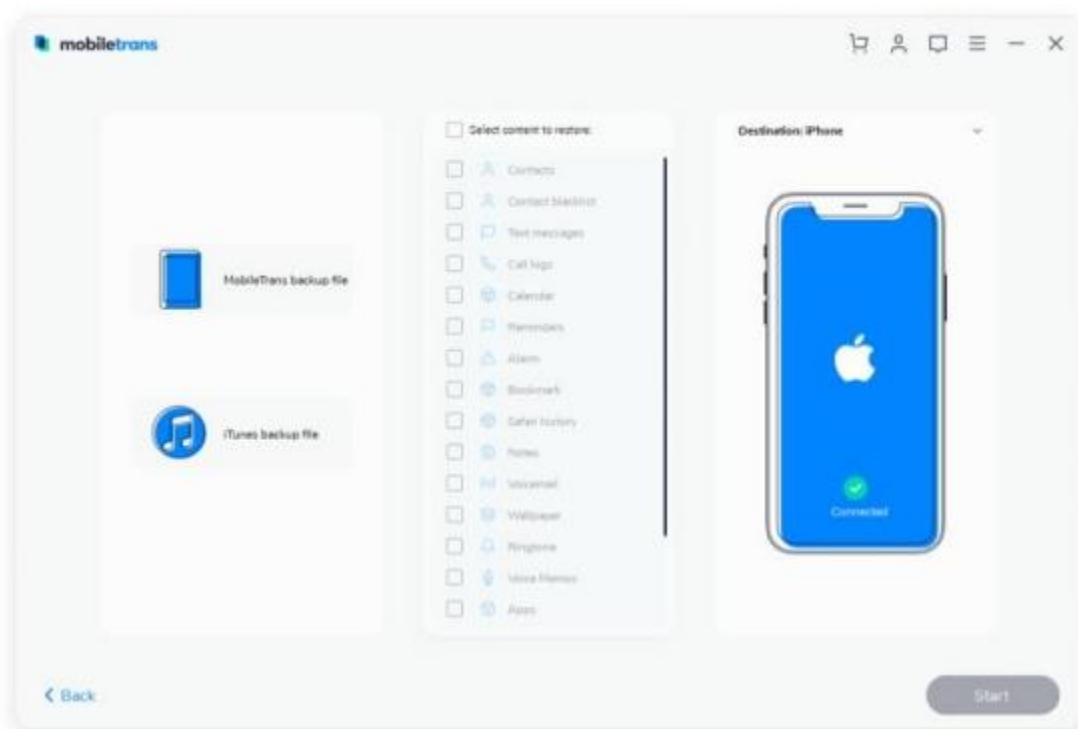 mobiletrans
MobileTrans backup file
iTunes backup file
Select content to restore:
Contacts
Contact blacklist
Text messages
Call logs
Calendar
Reminders
Alarm
Bookmark
Safari history
Notes
Voicemail
Wallpaper
Ringtone
Voice Memos
Apps
Destination: iPhone
Connected
Back
Start